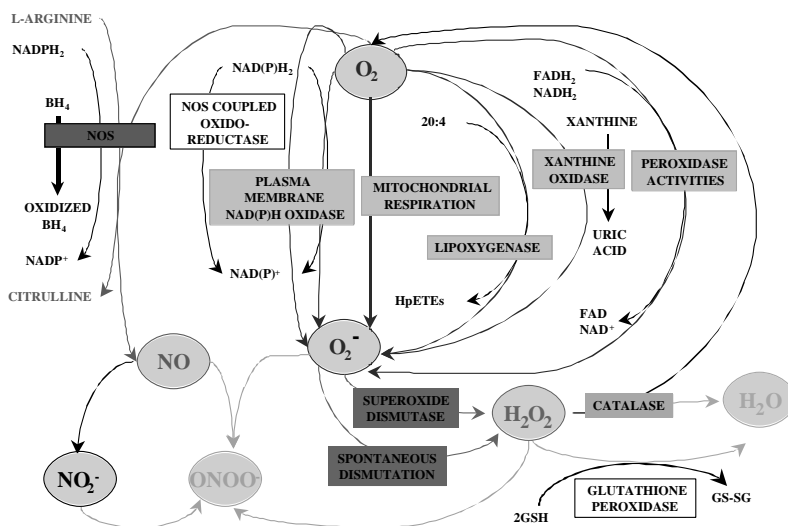 L-ARGININE
NADPH₂
BH₄
NOS
OXIDIZED
BH₄
NADP⁺
CITRULLINE
NAD(P)H₂
NOS COUPLED
OXIDO-
REDUCTASE
PLASMA
MEMBRANE
NAD(P)H OXIDASE
NAD(P)⁺
O₂
MITOCHONDRIAL
RESPIRATION
20:4
LIPOXYGENASE
HpETEs
FADH₂
NADH₂
XANTHINE
XANTHINE
OXIDASE
URIC
ACID
PEROXIDASE
ACTIVITIES
FAD
NAD⁺
NO
O₂⁻
SUPEROXIDE
DISMUTASE
H₂O₂
CATALASE
H₂O
SPONTANEOUS
DISMUTATION
NO₂⁻
ONOO⁻
2GSH
GLUTATHIONE
PEROXIDASE
GS-SG